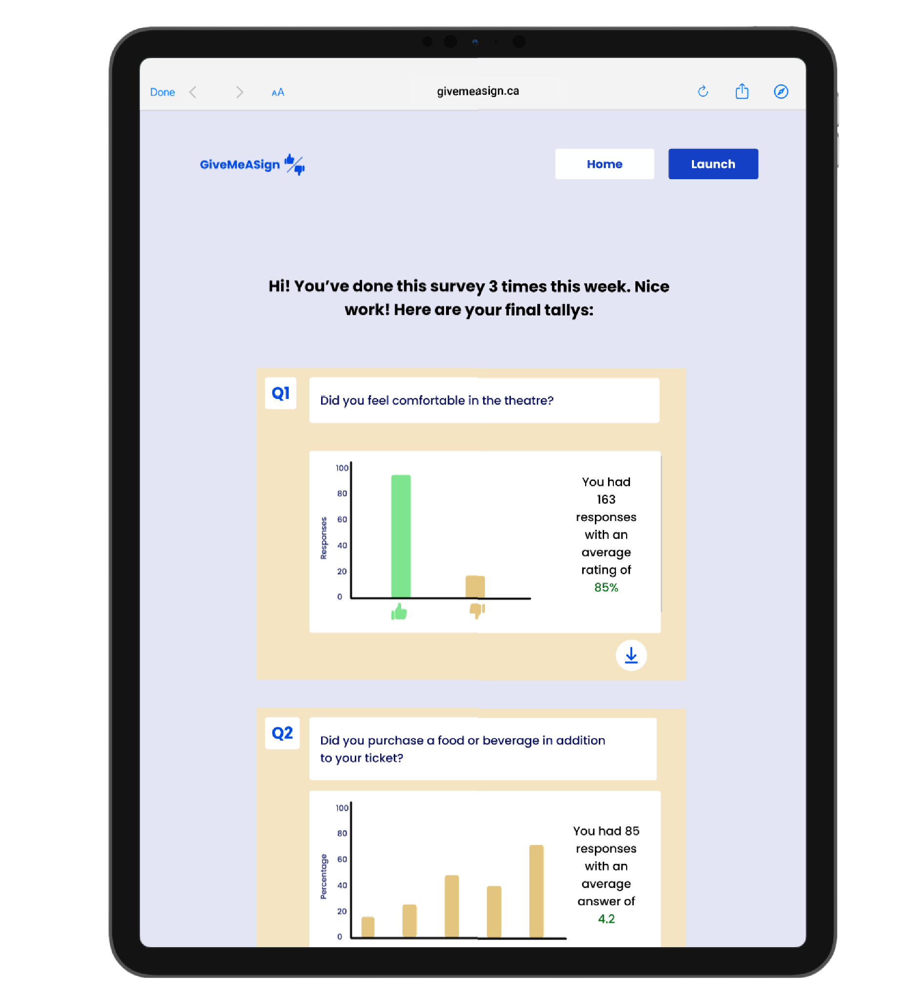 Done
AA
givemeasign.ca
GiveMeASign
Home
Launch
Hi! You’ve done this survey 3 times this week. Nice
work! Here are your final tallys:
Q1
Did you feel comfortable in the theatre?
100
80
60
40
20
0
Responses
You had
163
responses
with an
average
rating of
85%
Q2
Did you purchase a food or beverage in addition
to your ticket?
100
80
60
40
20
0
Percentage
You had 85
responses
with an
average
answer of
4.2